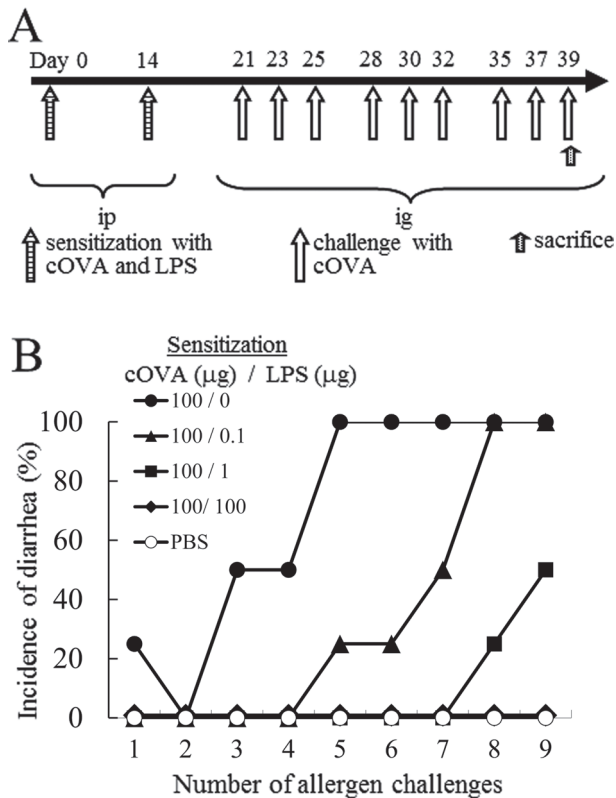 A
Day 0 14 21 23 25 28 30 32 35 37 39
ip ig
sensitization with
cOVA and LPS
challenge with
cOVA
sacrifice
B
Sensitization
cOVA (μg) / LPS (μg)
100 / 0
100 / 0.1
100 / 1
100/ 100
PBS
Incidence of diarrhea (%)
100
80
60
40
20
0
1 2 3 4 5 6 7 8 9
Number of allergen challenges